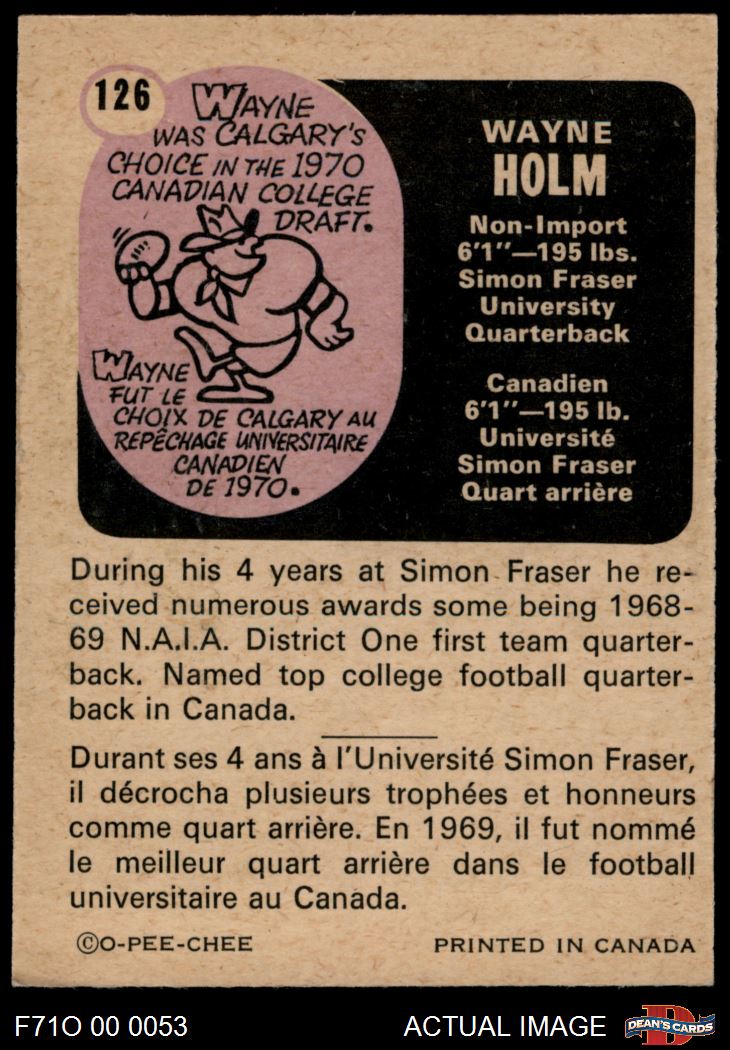 126
WAYNE
WAS CALGARY'S
CHOICE IN THE 1970
CANADIAN COLLEGE
DRAFT.
WAYNE
FUT LE
CHOIX DE CALGARY AU
REPÊCHAGE UNIVERSITAIRE
CANADIEN
DE 1970.
WAYNE
HOLM
Non-Import
6'1"—195 lbs.
Simon Fraser
University
Quarterback
Canadien
6'1"—195 lb.
Université
Simon Fraser
Quart arrière
During his 4 years at Simon Fraser he re-
ceived numerous awards some being 1968-
69 N.A.I.A. District One first team quarter-
back. Named top college football quarter-
back in Canada.
Durant ses 4 ans à l'Université Simon Fraser,
il décrocha plusieurs trophées et honneurs
comme quart arrière. En 1969, il fut nommé
le meilleur quart arrière dans le football
universitaire au Canada.
©O-PEE-CHEE PRINTED IN CANADA
F71O 00 0053 ACTUAL IMAGE D DEAN'S CARDS